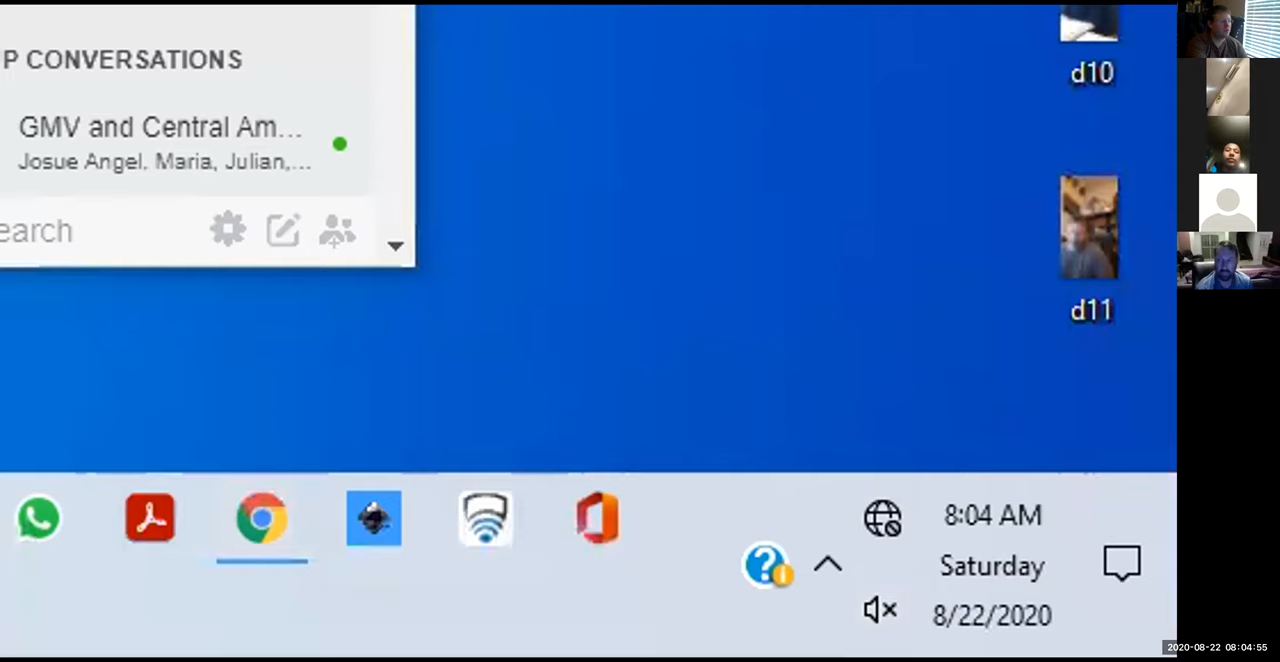 P CONVERSATIONS
GMV and Central Am...
Josue Angel, Maria, Julian,...
earch
d10
d11
8:04 AM
Saturday
8/22/2020
2020-08-22 08:04:55